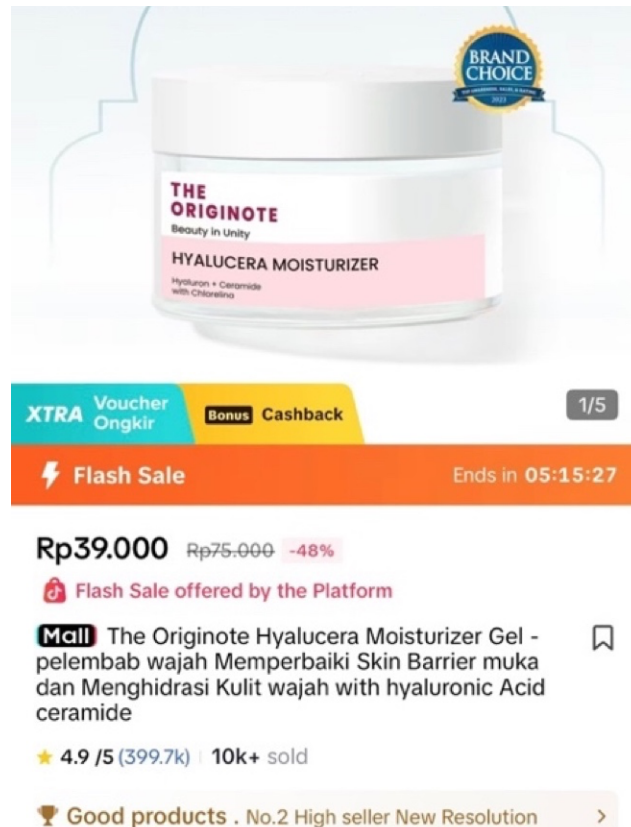 BRAND
CHOICE
2023
THE
ORIGINOTE
Beauty in Unity
HYALUCERA MOISTURIZER
Hyaluron + Ceramide
with Chlorelina
XTRA Voucher Ongkir
Bonus Cashback
1/5
Flash Sale
Ends in 05:15:27
Rp39.000 Rp75.000 -48%
Flash Sale offered by the Platform
Mall The Originote Hyalucera Moisturizer Gel -
pelembab wajah Memperbaiki Skin Barrier muka
dan Menghidrasi Kulit wajah with hyaluronic Acid
ceramide
4.9 /5 (399.7k) 10k+ sold
Good products . No.2 High seller New Resolution >